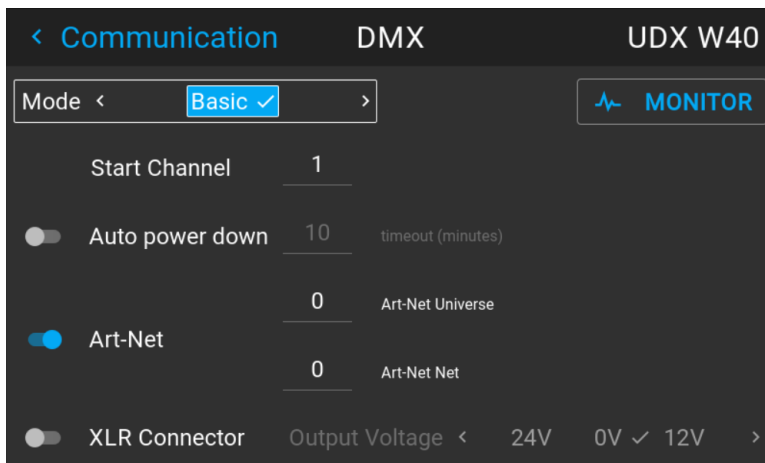 Communication DMX UDX W40
Mode Basic MONITOR
Start Channel 1
Auto power down 10 timeout (minutes)
0 Art-Net Universe
Art-Net
0 Art-Net Net
XLR Connector Output Voltage 24V 0V 12V